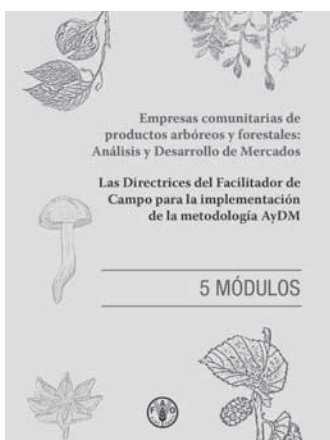 Empresas comunitarias de
productos arbóreos y forestales:
Análisis y Desarrollo de Mercados
Las Directrices del Facilitador de
Campo para la implementación
de la metodología AyDM
5 MÓDULOS